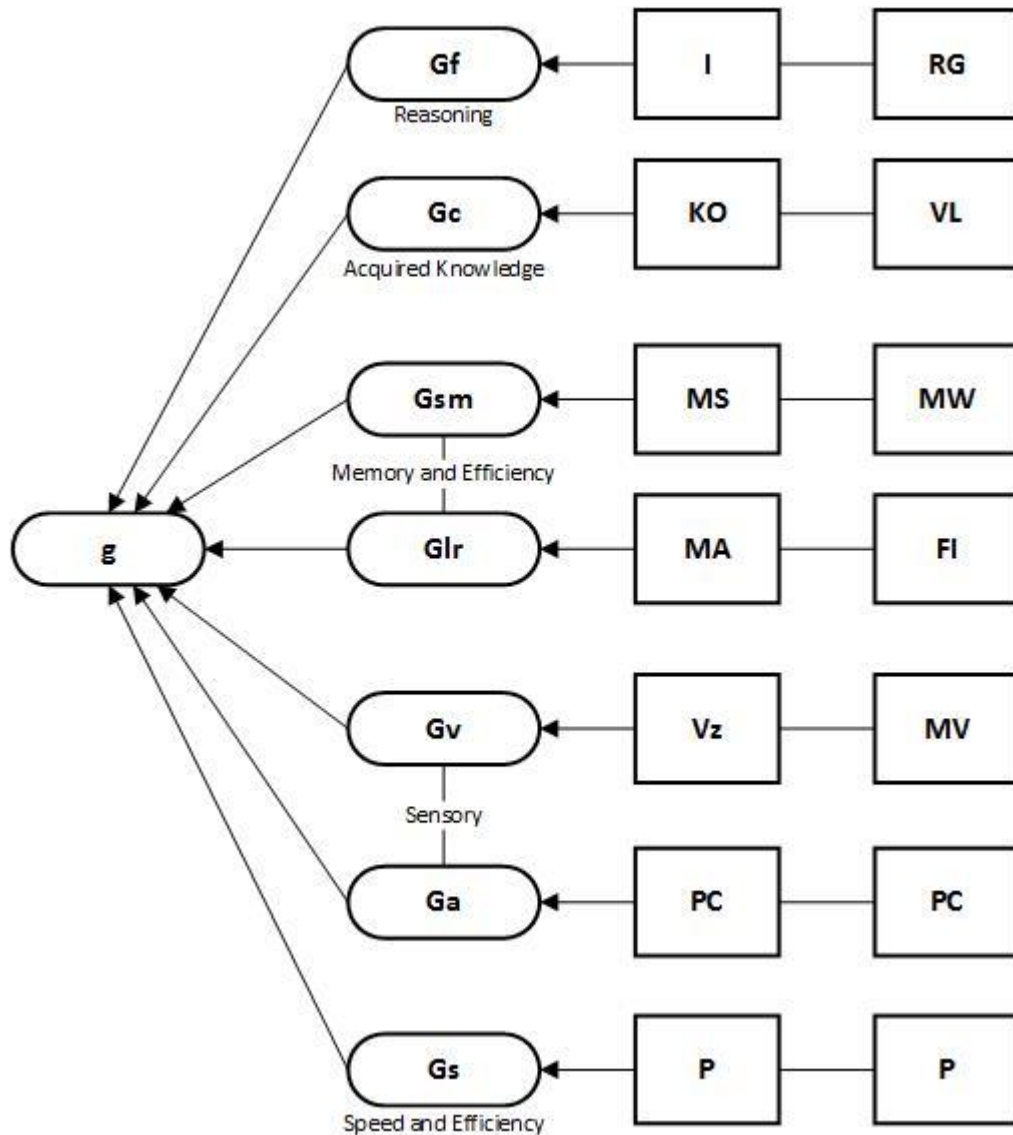 Gf I RG
Reasoning
Gc KO VL
Acquired Knowledge
Gsm MS MW
Memory and Efficiency
g Glr MA FI
Gv Vz MV
Sensory
Ga PC PC
Gs P P
Speed and Efficiency